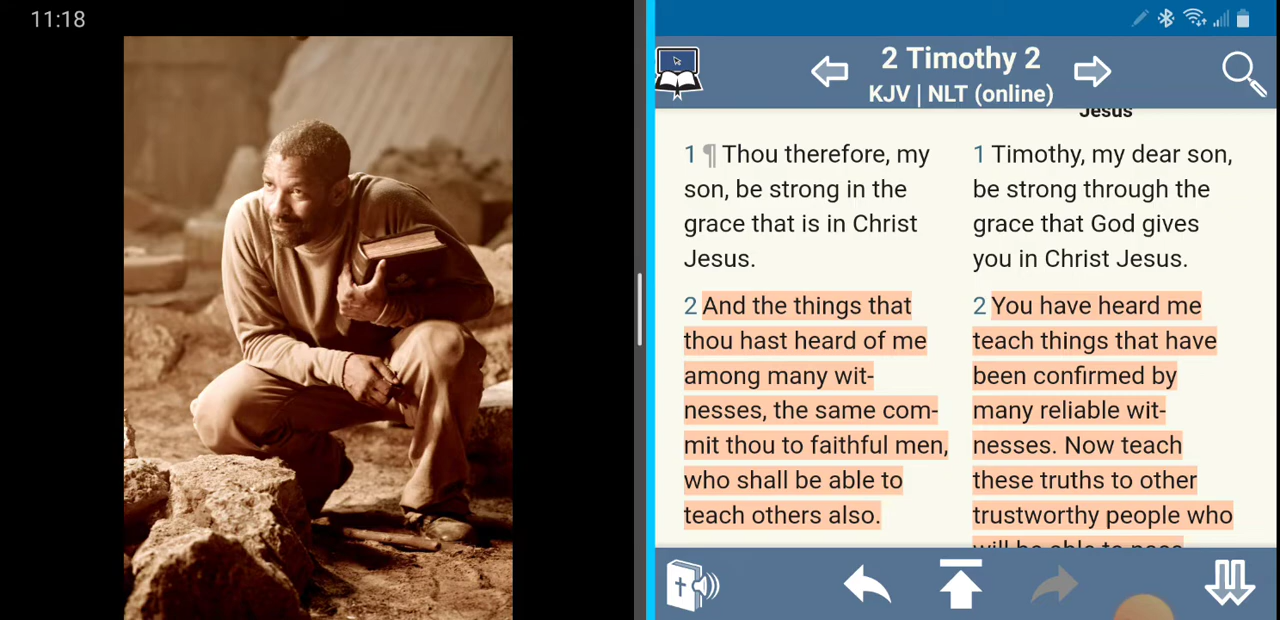 11:18
2 Timothy 2
KJV | NLT (online)
Jesus
1 ¶ Thou therefore, my
son, be strong in the
grace that is in Christ
Jesus.
2 And the things that
thou hast heard of me
among many wit-
nesses, the same com-
mit thou to faithful men,
who shall be able to
teach others also.
1 Timothy, my dear son,
be strong through the
grace that God gives
you in Christ Jesus.
2 You have heard me
teach things that have
been confirmed by
many reliable wit-
nesses. Now teach
these truths to other
trustworthy people who
will be able to pass